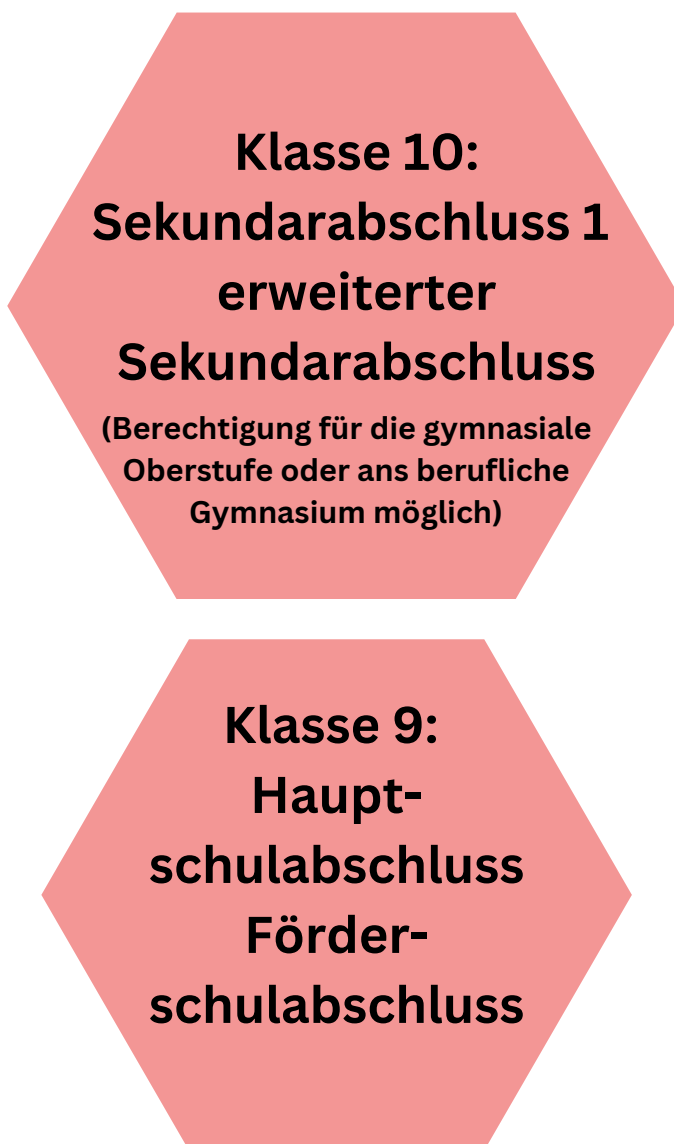 Klasse 10:
Sekundarabschluss 1
erweiterter
Sekundarabschluss
(Berechtigung für die gymnasiale
Oberstufe oder ans berufliche
Gymnasium möglich)
Klasse 9:
Haupt-
schulabschluss
Förder-
schulabschluss